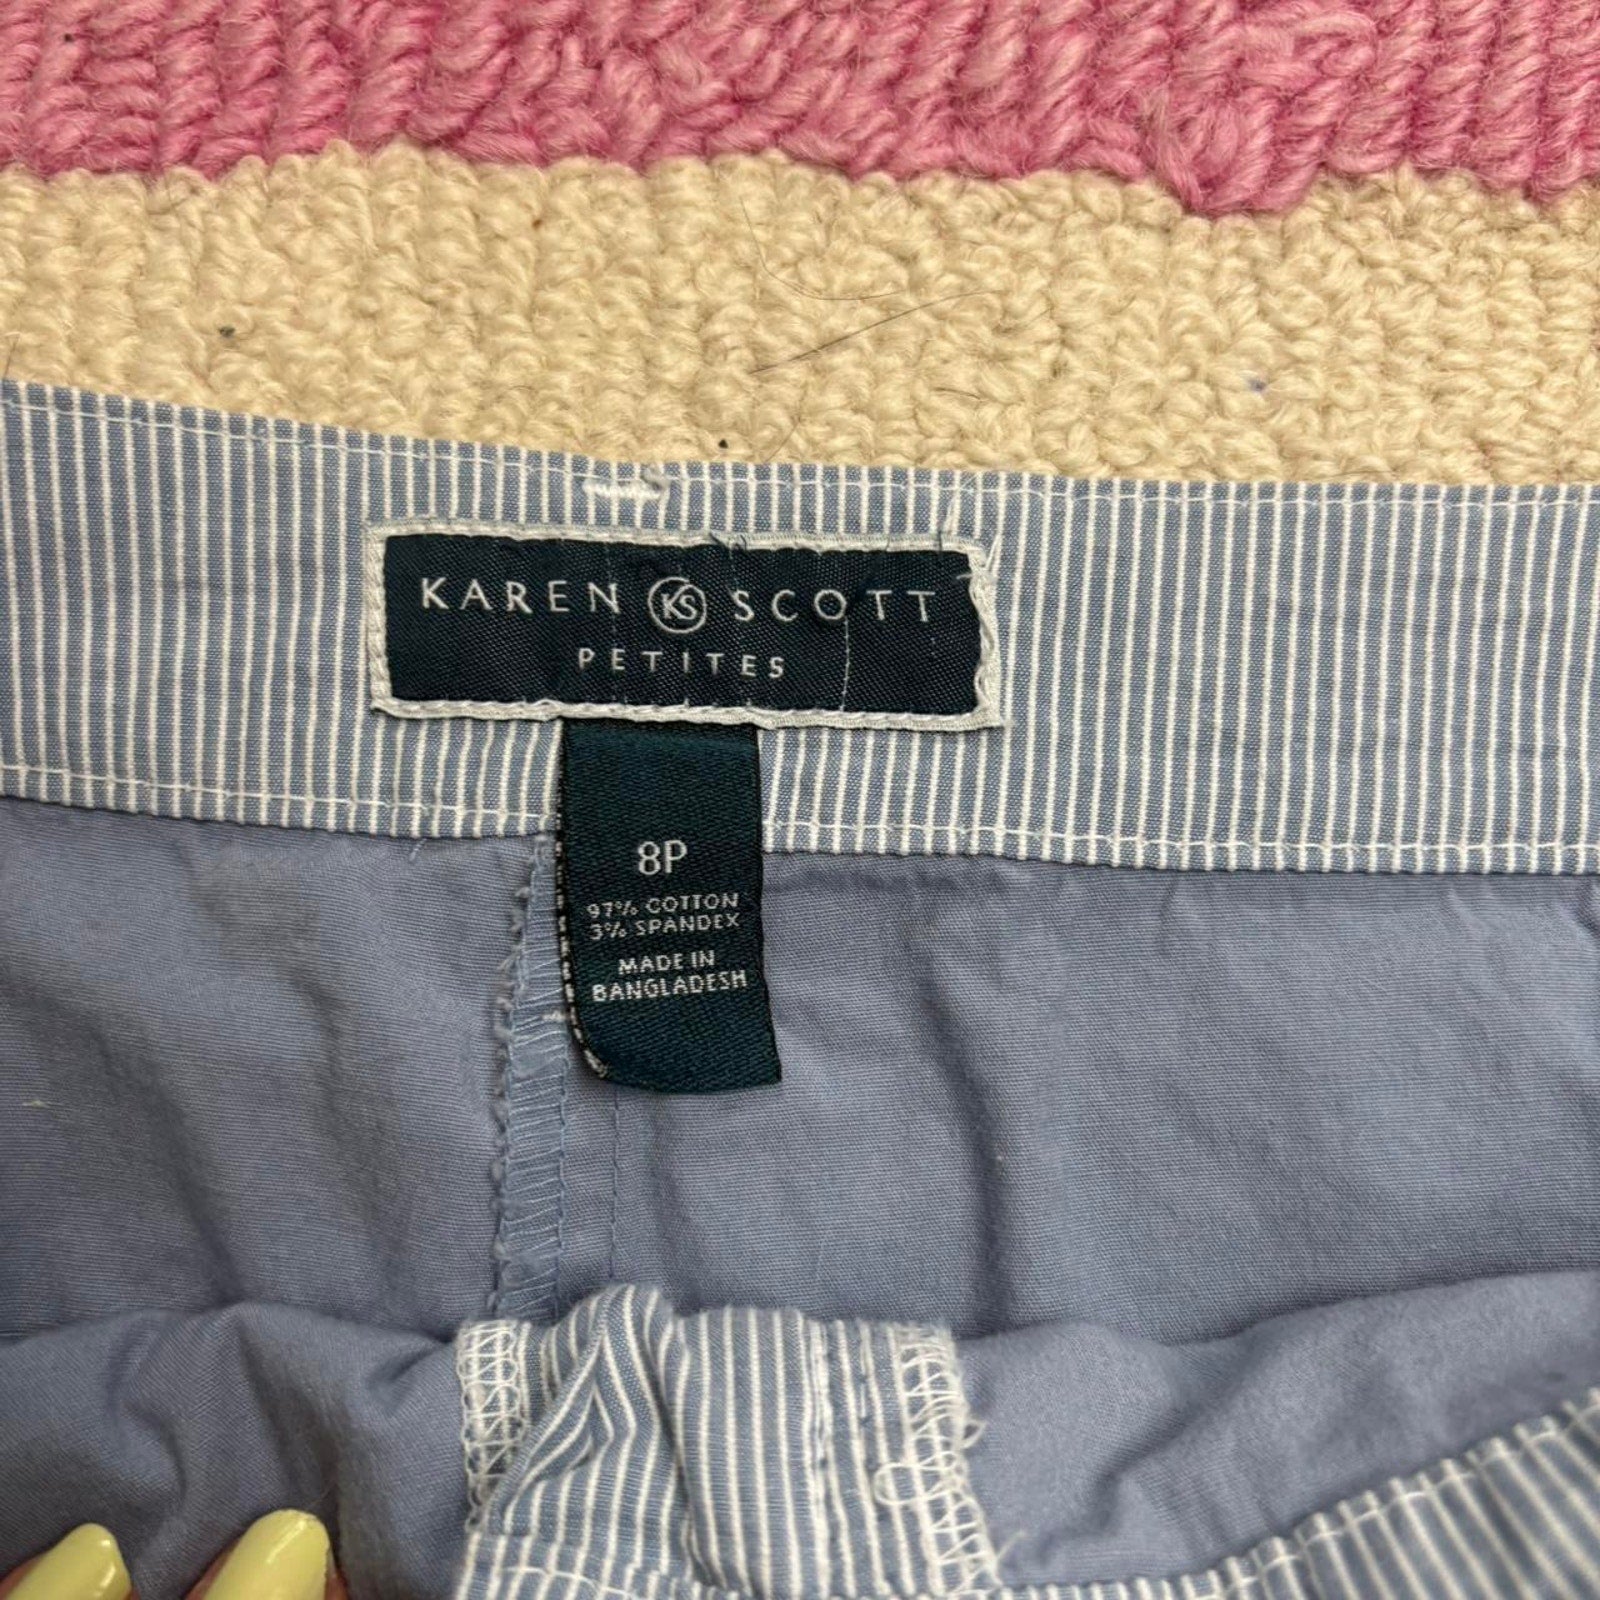 KAREN KS SCOTT
PETITES
8P
97% COTTON
3% SPANDEX
MADE IN
BANGLADESH